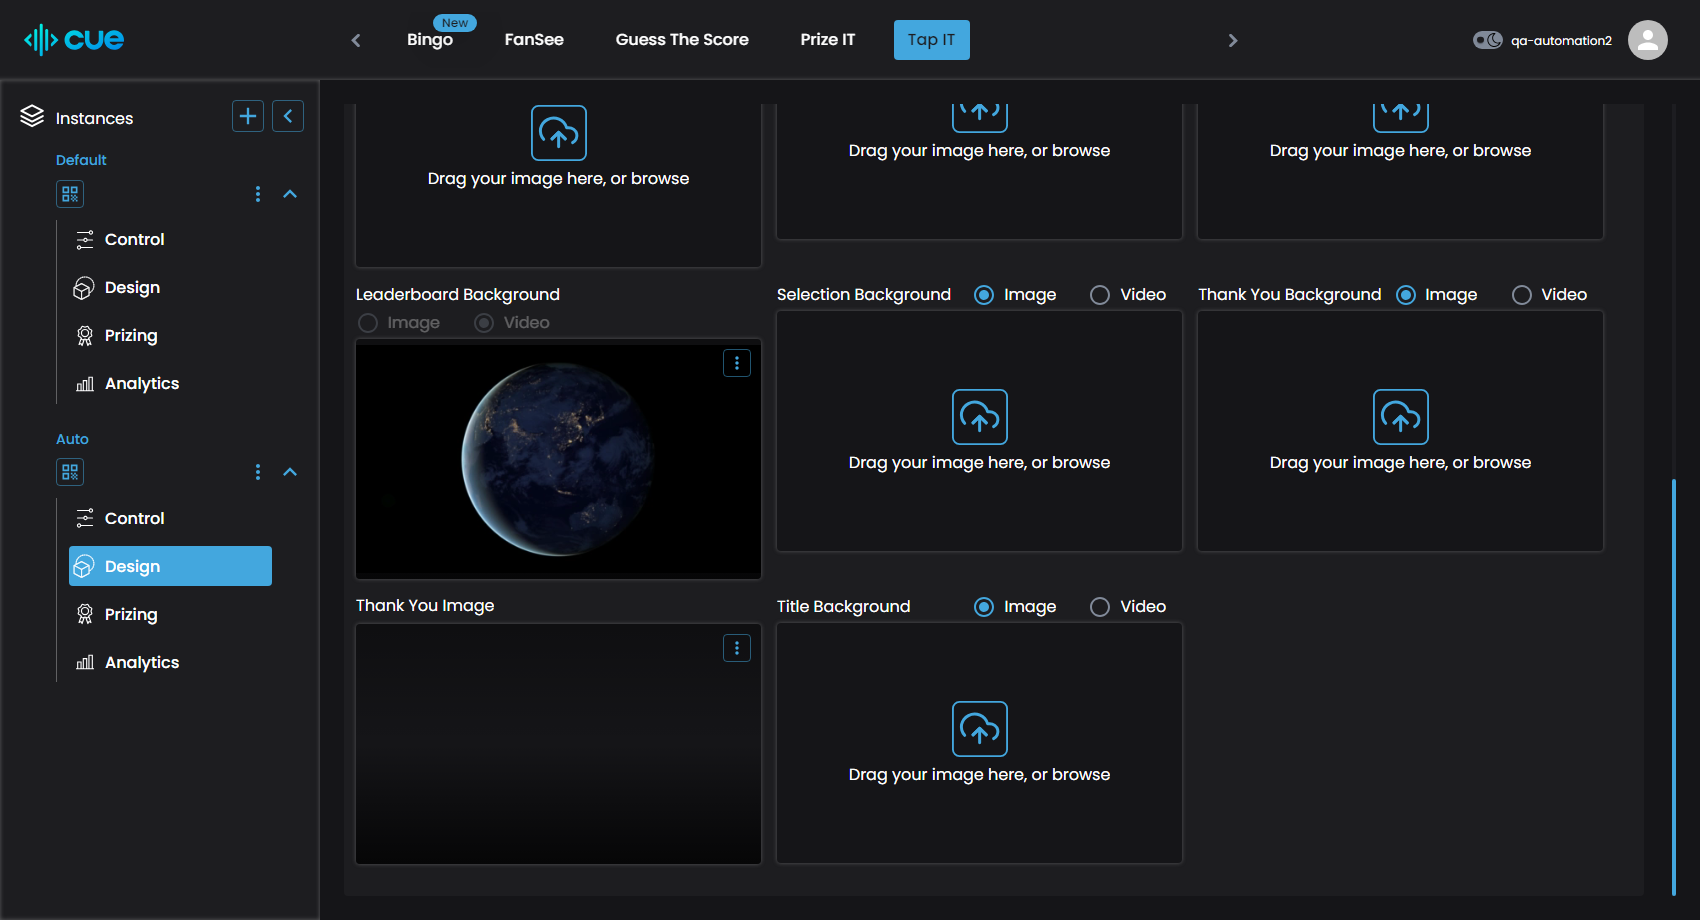 cue
New
Bingo
FanSee
Guess The Score
Prize IT
Tap IT
qa-automation2
Instances
Default
Control
Design
Prizing
Analytics
Auto
Control
Design
Prizing
Analytics
Drag your image here, or browse
Drag your image here, or browse
Drag your image here, or browse
Leaderboard Background
Image Video
Selection Background Image Video
Drag your image here, or browse
Thank You Background Image Video
Drag your image here, or browse
Thank You Image
Title Background Image Video
Drag your image here, or browse